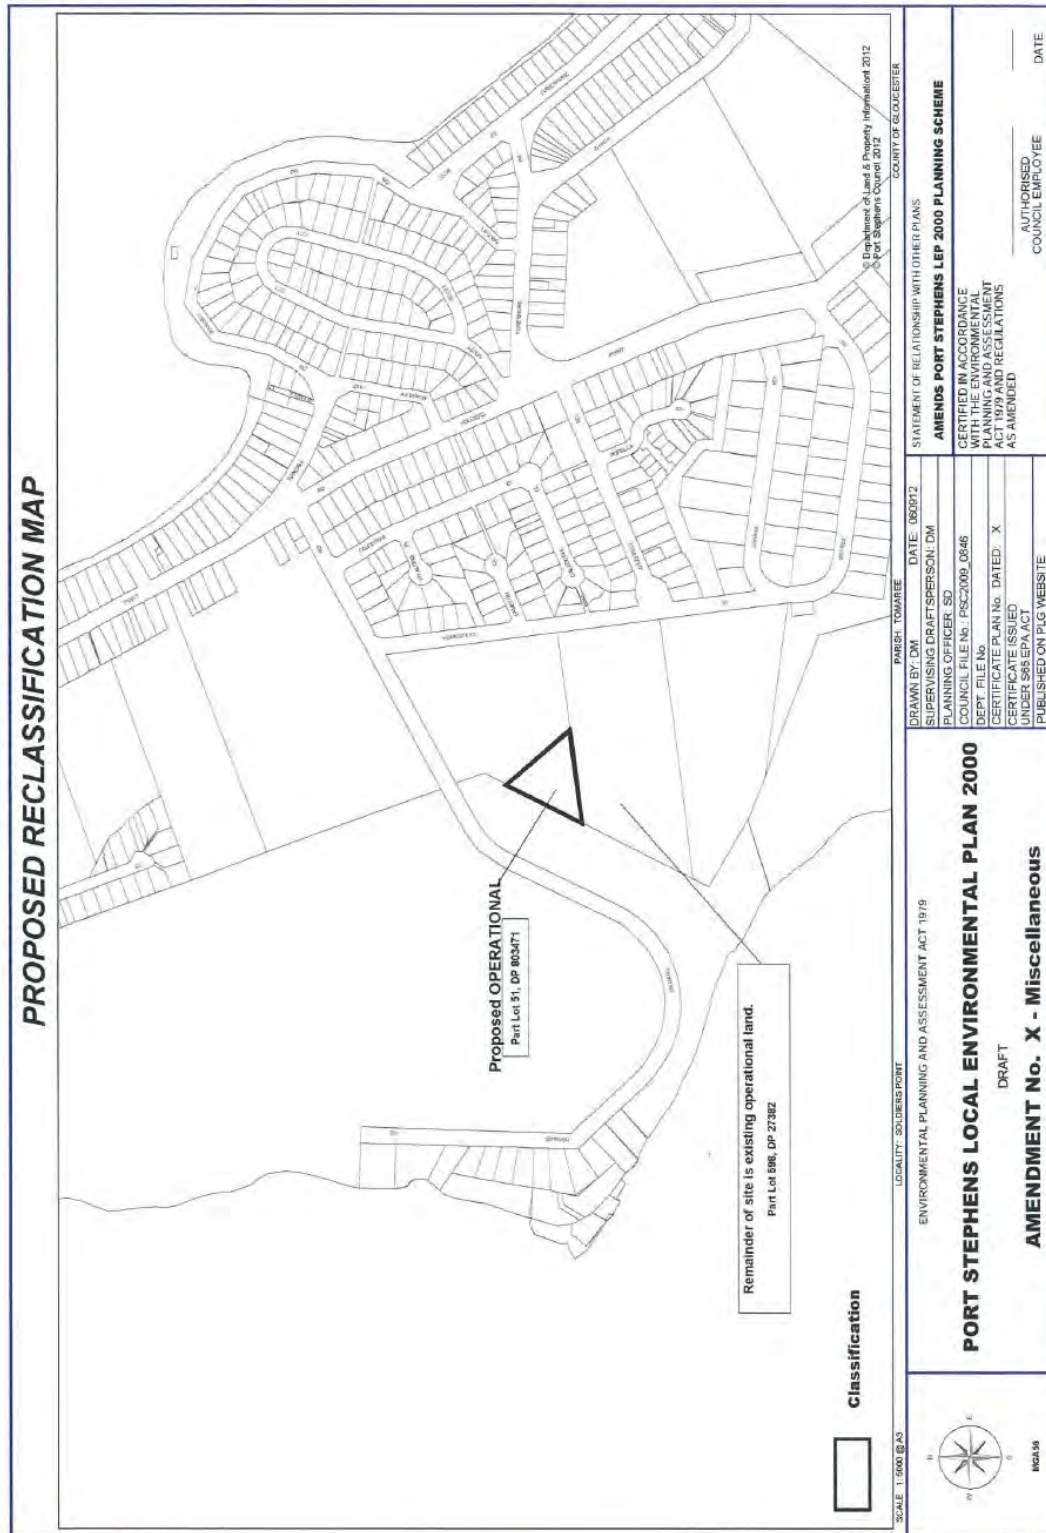 PROPOSED RECLASSIFICATION MAP
Proposed OPERATIONAL
Part Lot 51, DP 803471
Remainder of site is existing operational land.
Part Lot 598, DP 27382
Classification
© Department of Land & Property Information 2012
© Port Stephens Council 2012
SCALE 1:5000 @ A3
LOCALITY: SOLDIERS POINT
PARISH: TOMAREE
COUNTY OF GLOUCESTER
N
E
S
W
MGA56
ENVIRONMENTAL PLANNING AND ASSESSMENT ACT 1979
PORT STEPHENS LOCAL ENVIRONMENTAL PLAN 2000
DRAFT
AMENDMENT No. X - Miscellaneous
DRAWN BY: DM DATE: 060912
SUPERVISING DRAFTSPERSON: DM
PLANNING OFFICER: SD
COUNCIL FILE No.: PSC2009_0646
DEPT. FILE No.
CERTIFICATE PLAN No. DATED: X
CERTIFICATE ISSUED
UNDER S65 EPA ACT
PUBLISHED ON PLG WEBSITE
STATEMENT OF RELATIONSHIP WITH OTHER PLANS
AMENDS PORT STEPHENS LEP 2000 PLANNING SCHEME
CERTIFIED IN ACCORDANCE
WITH THE ENVIRONMENTAL
PLANNING AND ASSESSMENT
ACT 1979 AND REGULATIONS
AS AMENDED
AUTHORISED
COUNCIL EMPLOYEE
DATE